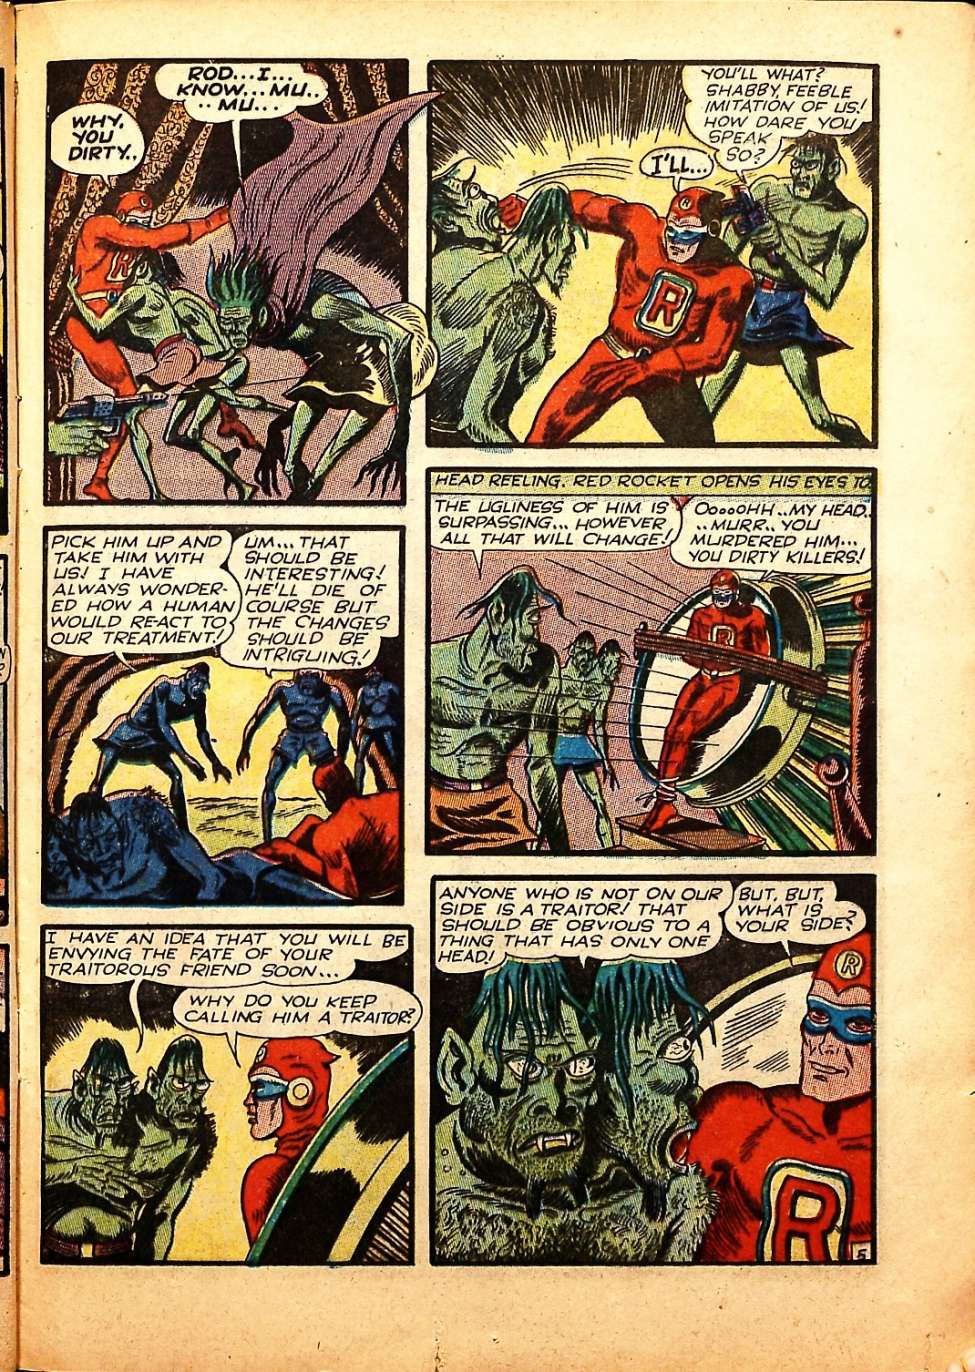 WHY,
YOU
DIRTY..
ROD...I...
KNOW...MU..
..MU...
R
I'LL...
YOU'LL WHAT?
SHABBY, FEEBLE
IMITATION OF US!
HOW DARE YOU
SPEAK
SO?
R
R
PICK HIM UP AND
TAKE HIM WITH
US! I HAVE
ALWAYS WONDER-
ED HOW A HUMAN
WOULD RE-ACT TO
OUR TREATMENT!
UM... THAT
SHOULD BE
INTERESTING!
HE'LL DIE OF
COURSE BUT
THE CHANGES
SHOULD BE
INTRIGUING!
HEAD REELING, RED ROCKET OPENS HIS EYES TO
THE UGLINESS OF HIM IS
SURPASSING... HOWEVER
ALL THAT WILL CHANGE!
OooooHH..MY HEAD..
..MURR..YOU
MURDERED HIM...
YOU DIRTY KILLERS!
R
I HAVE AN IDEA THAT YOU WILL BE
ENVYING THE FATE OF YOUR
TRAITOROUS FRIEND SOON...
WHY DO YOU KEEP
CALLING HIM A TRAITOR?
ANYONE WHO IS NOT ON OUR
SIDE IS A TRAITOR! THAT
SHOULD BE OBVIOUS TO A
THING THAT HAS ONLY ONE
HEAD!
BUT, BUT,
WHAT IS
YOUR SIDE?
R
R
5